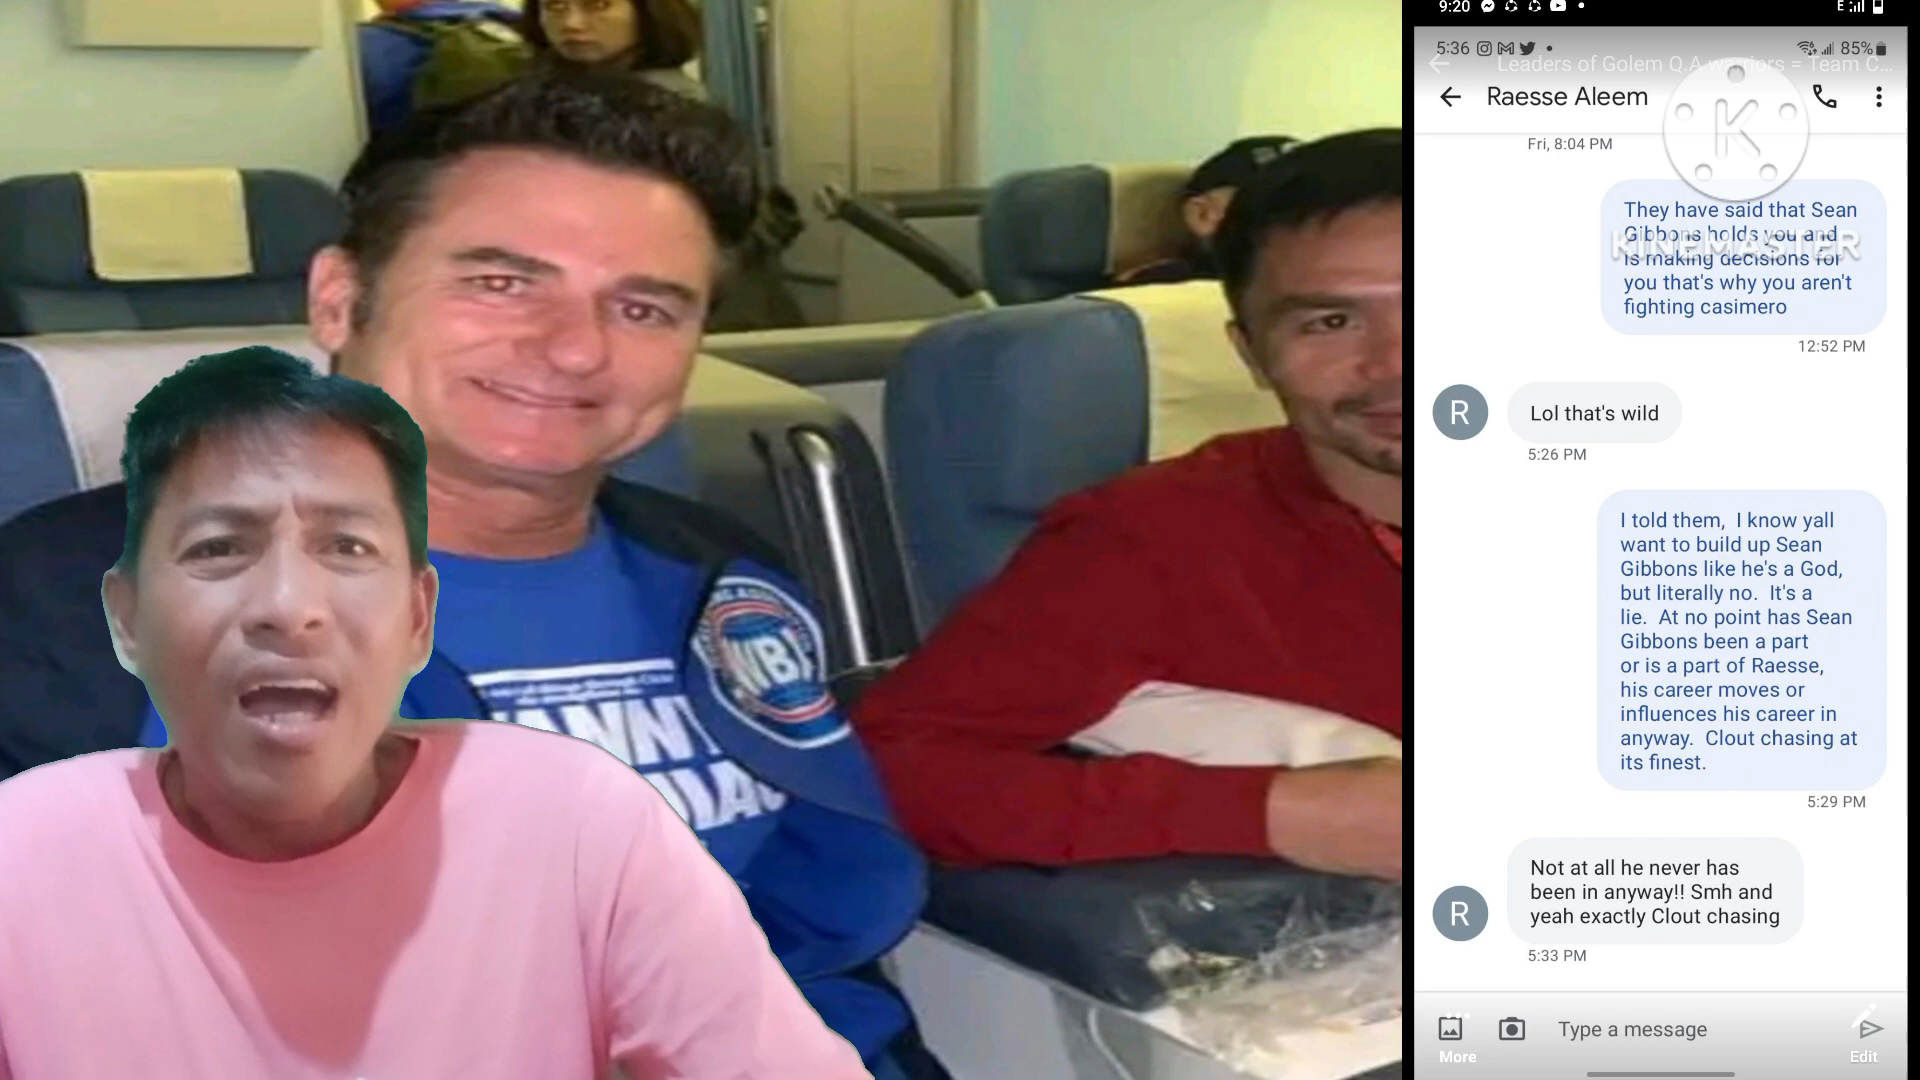 9:20
E
5:36
85%
Leaders of Golem Q.A warriors = Team C...
Raesse Aleem
K
KINEMASTER
Fri, 8:04 PM
They have said that Sean
Gibbons holds you and
is making decisions for
you that's why you aren't
fighting casimero
12:52 PM
R
Lol that's wild
5:26 PM
I told them, I know yall
want to build up Sean
Gibbons like he's a God,
but literally no. It's a
lie. At no point has Sean
Gibbons been a part
or is a part of Raesse,
his career moves or
influences his career in
anyway. Clout chasing at
its finest.
5:29 PM
R
Not at all he never has
been in anyway!! Smh and
yeah exactly Clout chasing
5:33 PM
Type a message
More
Edit
WBA